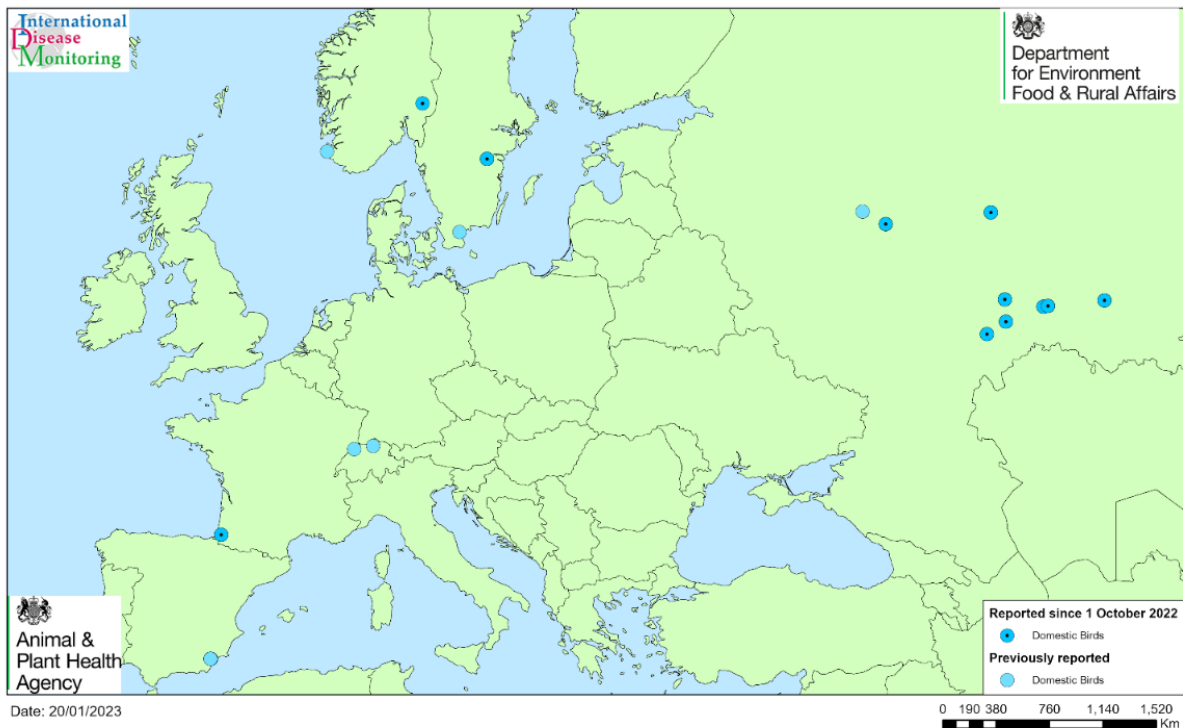 International
Disease
Monitoring
Department
for Environment
Food & Rural Affairs
Animal &
Plant Health
Agency
Reported since 1 October 2022
Domestic Birds
Previously reported
Domestic Birds
Date: 20/01/2023
0 190 380 760 1,140 1,520
Km